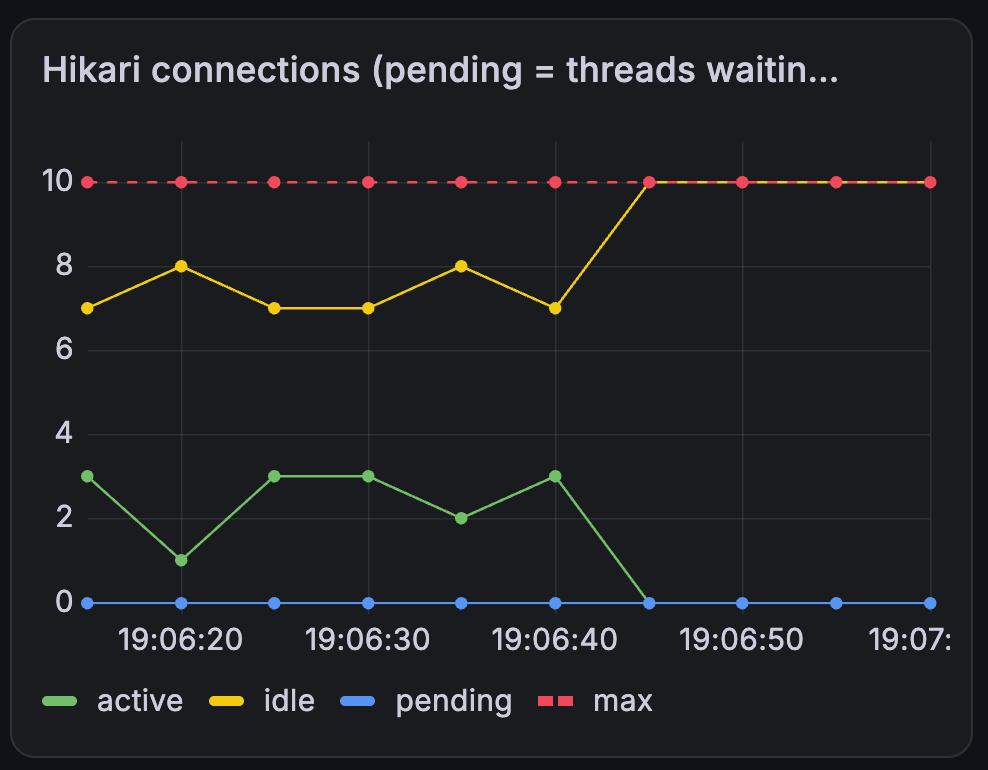 Hikari connections (pending = threads waitin...
10
8
6
4
2
0
19:06:20 19:06:30 19:06:40 19:06:50 19:07:
active idle pending max